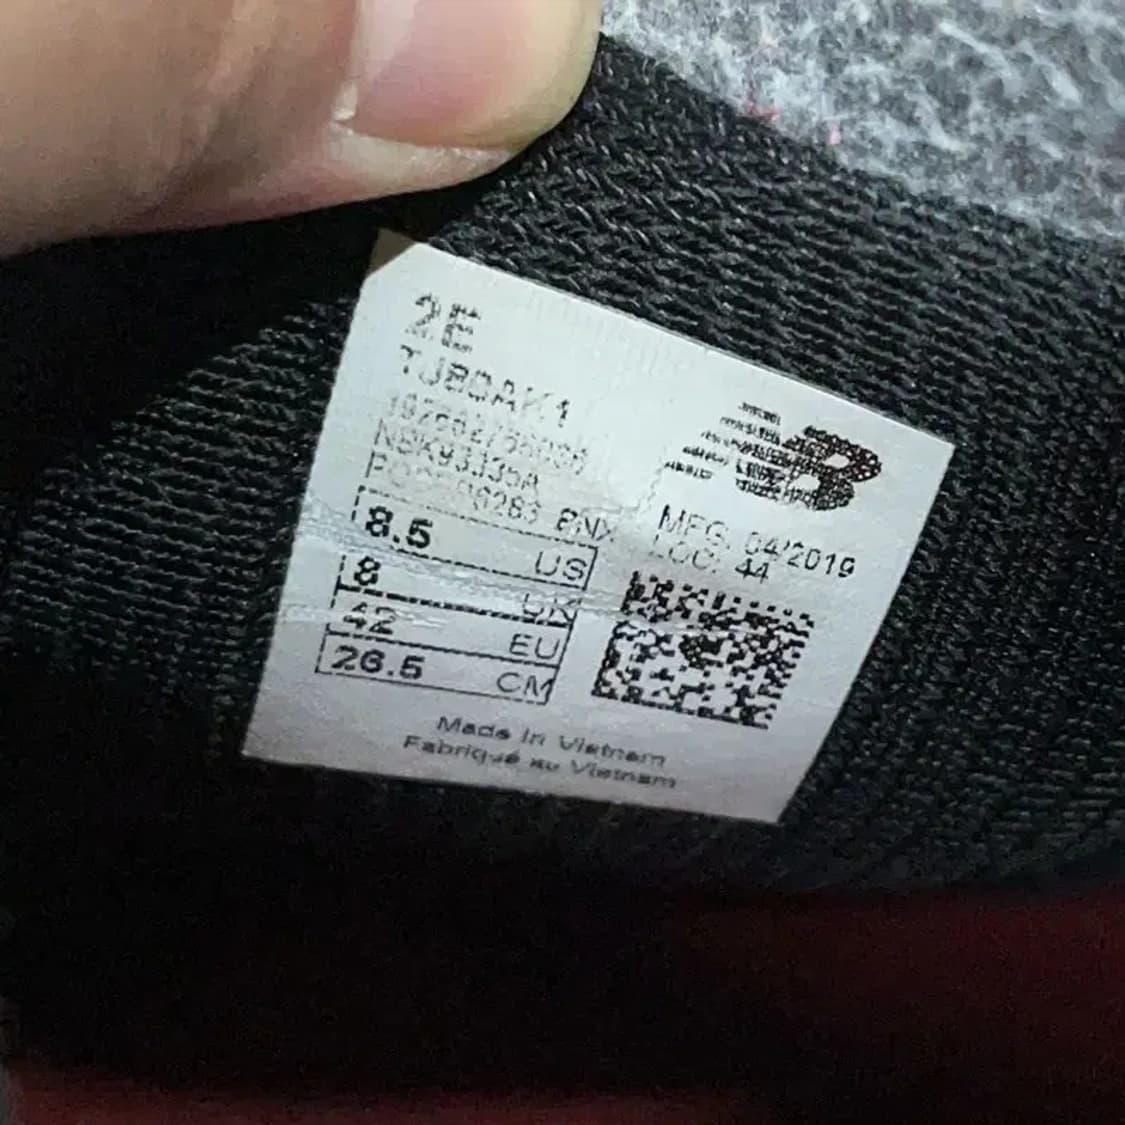 2E
8.5 US
8 UK
42 EU
26.5 CM
NB
MFG. 04/2019
LOC: 44
Made in Vietnam
Fabriqué au Vietnam